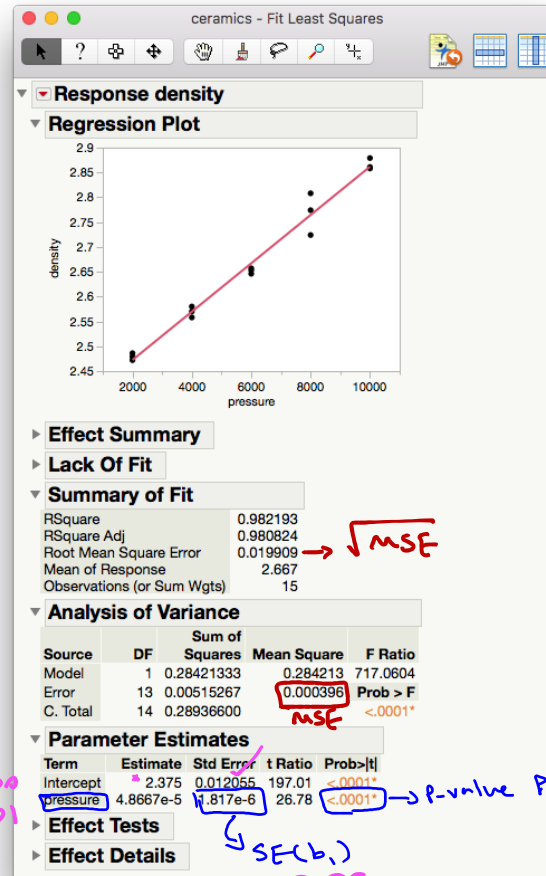 ceramics - Fit Least Squares
?
JMP
Response density
Regression Plot
density
2.9
2.85
2.8
2.75
2.7
2.65
2.6
2.55
2.5
2.45
2000 4000 6000 8000 10000
pressure
Effect Summary
Lack Of Fit
Summary of Fit
RSquare 0.982193
RSquare Adj 0.980824
Root Mean Square Error 0.019909 → √MSE
Mean of Response 2.667
Observations (or Sum Wgts) 15
Analysis of Variance
Sum of
Source DF Squares Mean Square F Ratio
Model 1 0.28421333 0.284213 717.0604
Error 13 0.00515267 0.000396 Prob > F
C. Total 14 0.28936600 <.0001*
MSE
Parameter Estimates
Term Estimate Std Error t Ratio Prob>|t|
Intercept 2.375 0.012055 197.01 <.0001*
pressure 4.8667e-5 1.817e-6 26.78 <.0001* → P-value P
Effect Tests
SE(b₁)
Effect Details